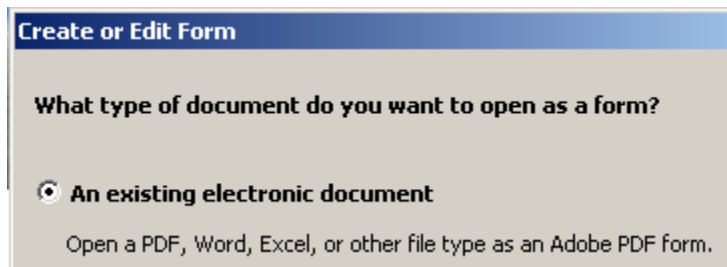 Create or Edit Form
What type of document do you want to open as a form?
An existing electronic document
Open a PDF, Word, Excel, or other file type as an Adobe PDF form.